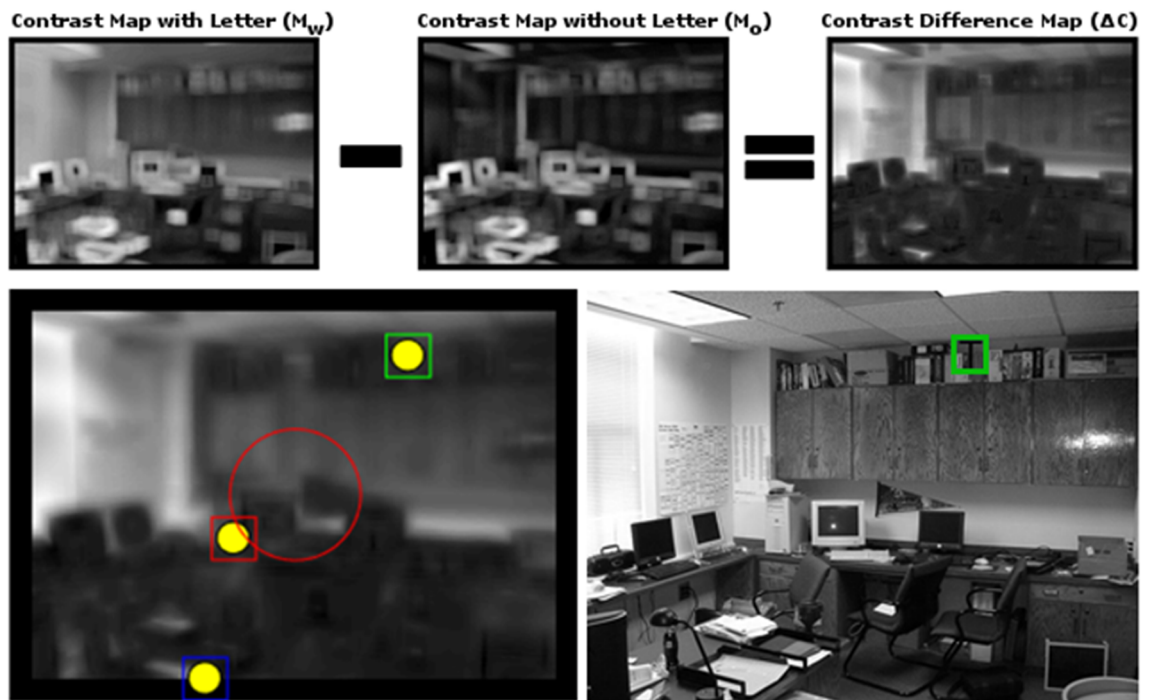 Contrast Map with Letter (M_w)
Contrast Map without Letter (M_o)
Contrast Difference Map (ΔC)